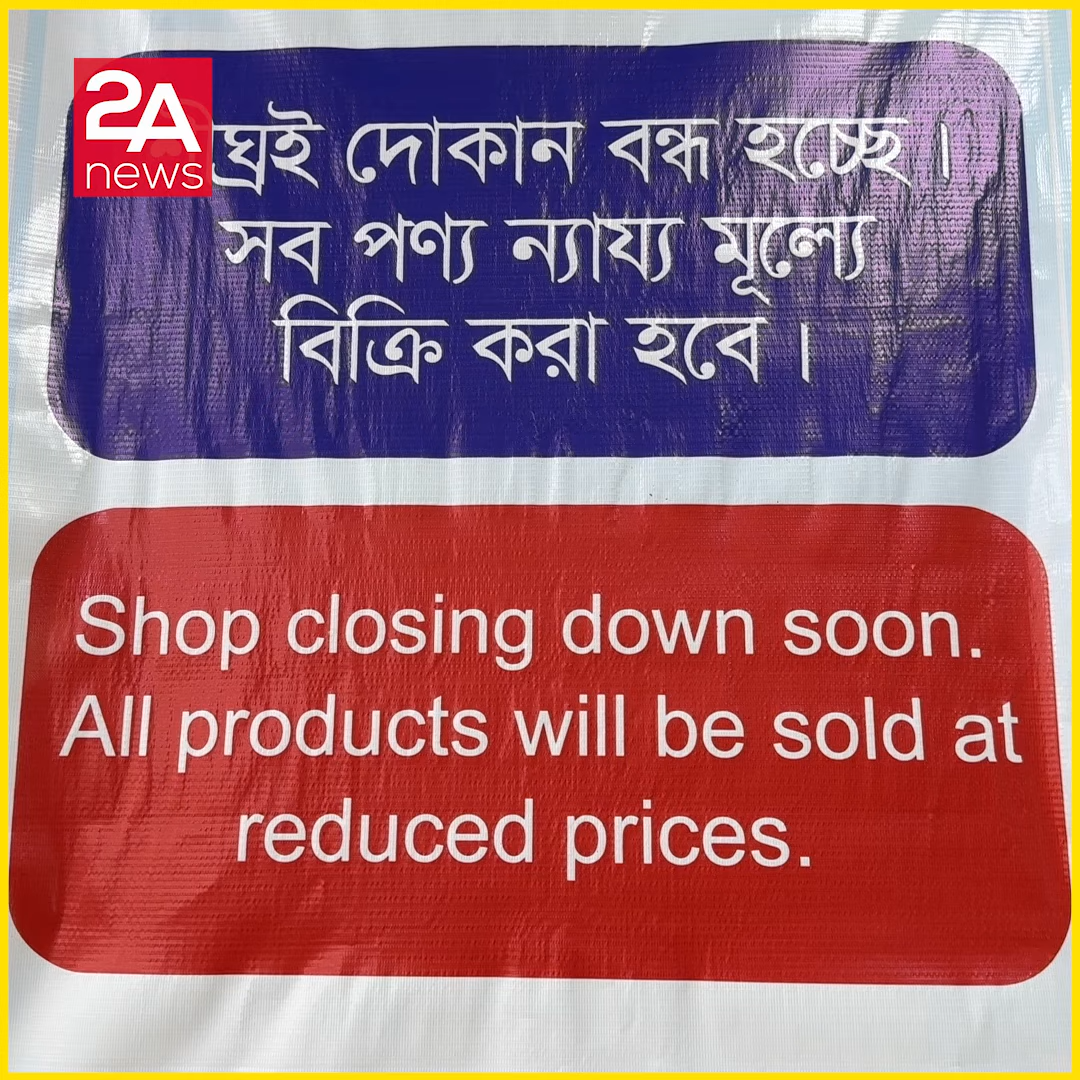 2A
news
দোকান বন্ধ হচ্ছে।
সব পণ্য ন্যায্য মূল্যে
বিক্রি করা হবে।
Shop closing down soon.
All products will be sold at
reduced prices.